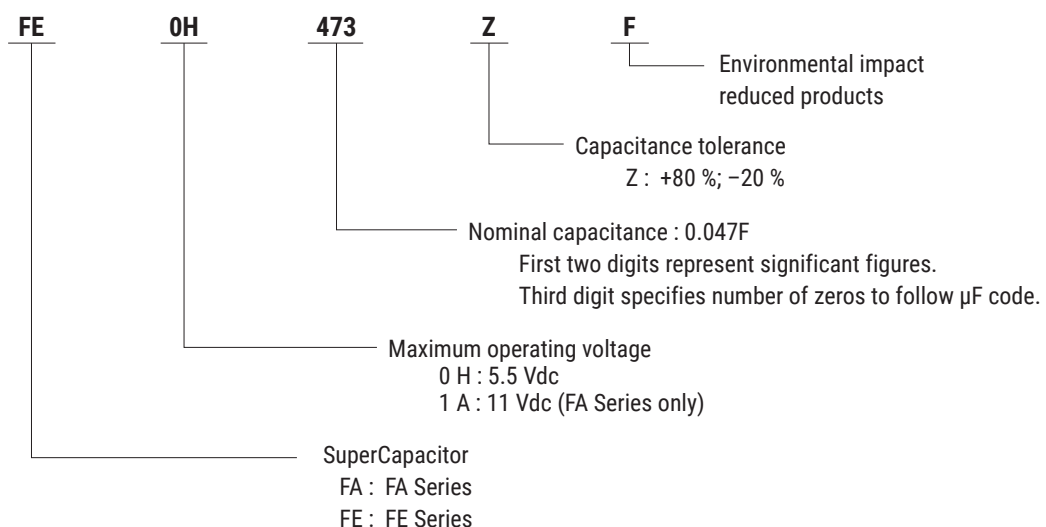 FE 0H 473 Z F
Environmental impact
reduced products
Capacitance tolerance
Z : +80 %; −20 %
Nominal capacitance : 0.047F
First two digits represent significant figures.
Third digit specifies number of zeros to follow µF code.
Maximum operating voltage
0 H : 5.5 Vdc
1 A : 11 Vdc (FA Series only)
SuperCapacitor
FA : FA Series
FE : FE Series